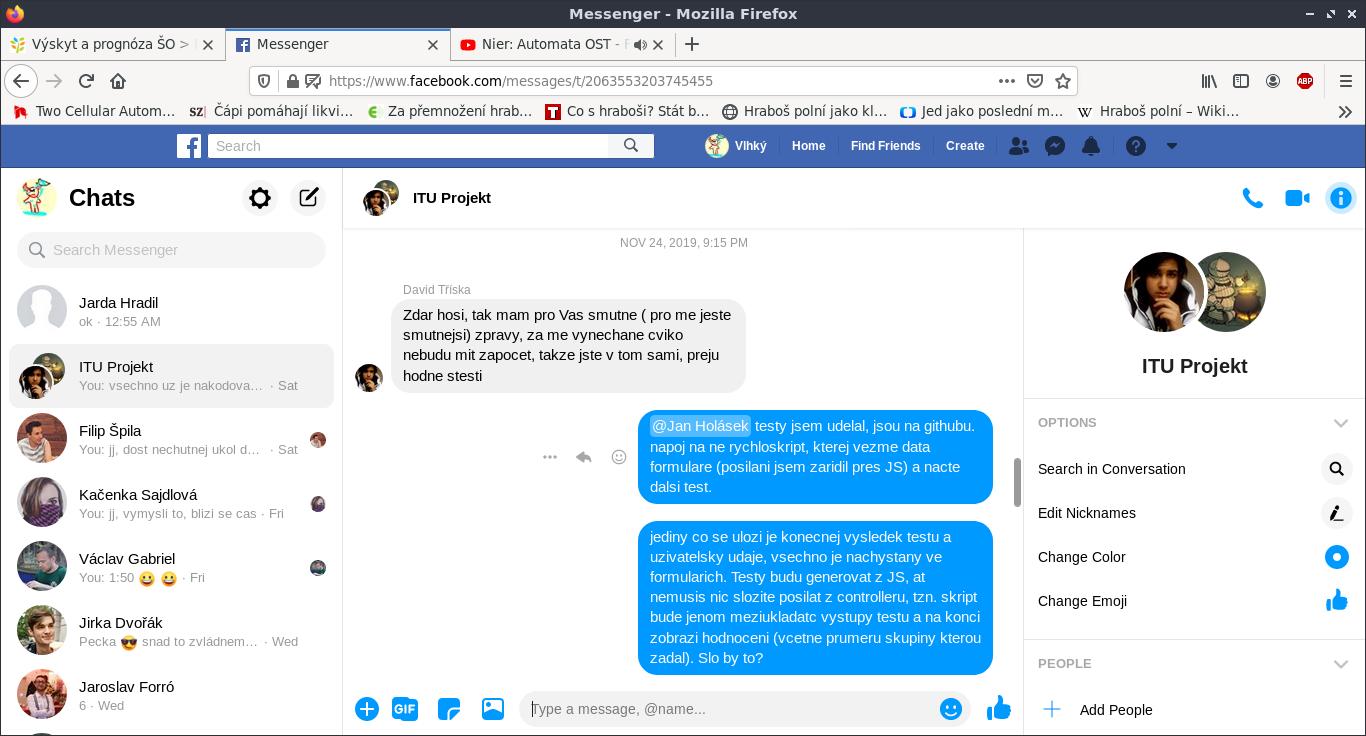 Messenger - Mozilla Firefox
Výskyt a prognóza ŠO >
Messenger
Nier: Automata OST -
https://www.facebook.com/messages/t/2063553203745455
ABP
Two Cellular Autom…
SZ Čápi pomáhají likvi…
Za přemnožení hrab…
Co s hraboši? Stát b…
Hraboš polní jako kl…
Jed jako poslední m…
W Hraboš polní – Wiki…
Search
Vlhký
Home
Find Friends
Create
Chats
Search Messenger
Jarda Hradil
ok · 12:55 AM
ITU Projekt
You: vsechno uz je nakodova… · Sat
Filip Špila
You: jj, dost nechutnej ukol d… · Sat
Kačenka Sajdlová
You: jj, vymysli to, blizi se cas · Fri
Václav Gabriel
You: 1:50 😀 😀 · Fri
Jirka Dvořák
Pecka 😎 snad to zvládnem… · Wed
Jaroslav Forró
6 · Wed
ITU Projekt
NOV 24, 2019, 9:15 PM
David Tříska
Zdar hosi, tak mam pro Vas smutne ( pro me jeste
smutnejsi) zpravy, za me vynechane cviko
nebudu mit zapocet, takze jste v tom sami, preju
hodne stesti
@Jan Holásek testy jsem udelal, jsou na githubu.
napoj na ne rychloskript, kterej vezme data
formulare (posilani jsem zaridil pres JS) a nacte
dalsi test.
jediny co se ulozi je konecnej vysledek testu a
uzivatelsky udaje, vsechno je nachystany ve
formularich. Testy budu generovat z JS, at
nemusis nic slozite posilat z controlleru, tzn. skript
bude jenom meziukladatc vystupy testu a na konci
zobrazi hodnoceni (vcetne prumeru skupiny kterou
zadal). Slo by to?
GIF
Type a message, @name...
ITU Projekt
OPTIONS
Search in Conversation
Edit Nicknames
Change Color
Change Emoji
PEOPLE
Add People